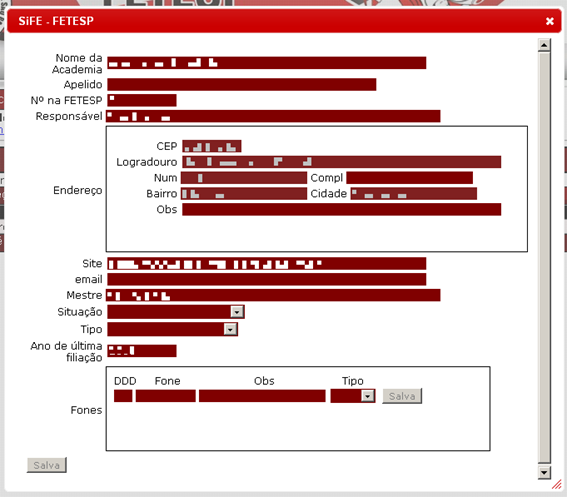 SiFE - FETESP
Nome da
Academia
Apelido
Nº na FETESP
Responsável
Endereço
CEP
Logradouro
Num Compl
Bairro Cidade
Obs
Site
email
Mestre
Situação
Tipo
Ano de última
filiação
Fones
DDD Fone Obs Tipo
Salva
Salva